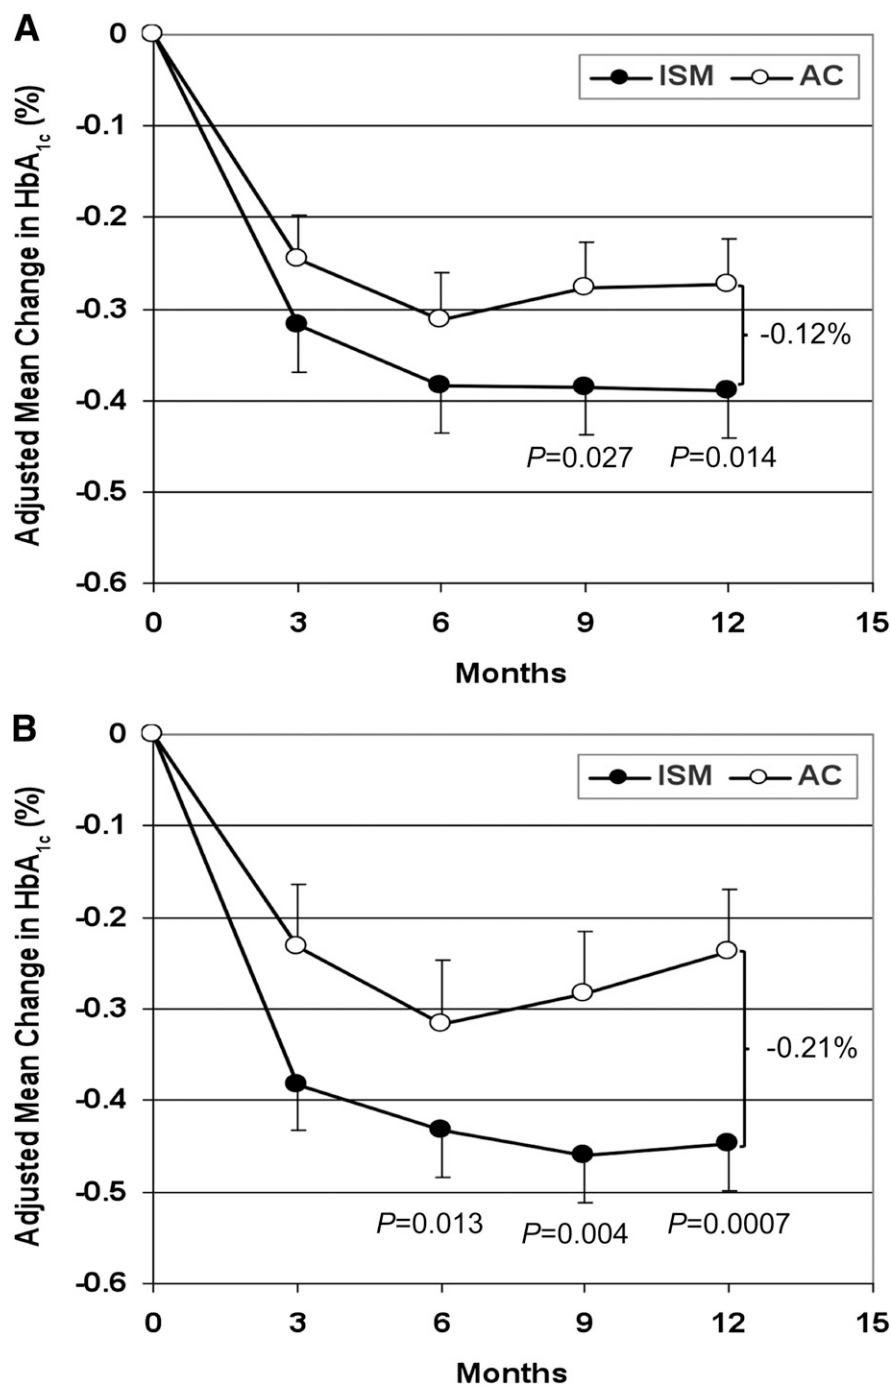 A
Adjusted Mean Change in HbA1c (%)
0
-0.1
-0.2
-0.3
-0.4
-0.5
-0.6
ISM AC
-0.12%
P=0.027 P=0.014
0 3 6 9 12 15
Months
B
Adjusted Mean Change in HbA1c (%)
0
-0.1
-0.2
-0.3
-0.4
-0.5
-0.6
ISM AC
-0.21%
P=0.013 P=0.004 P=0.0007
0 3 6 9 12 15
Months